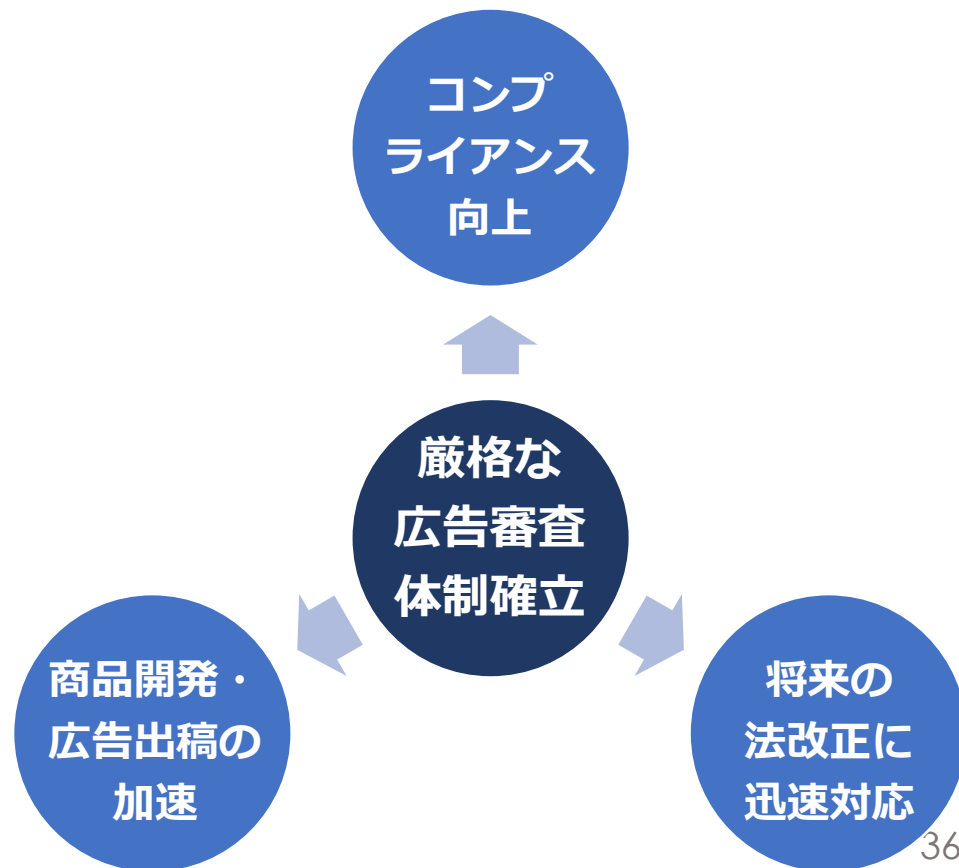 コンプ
ライアンス
向上
厳格な
広告審査
体制確立
商品開発・
広告出稿の
加速
将来の
法改正に
迅速対応
36